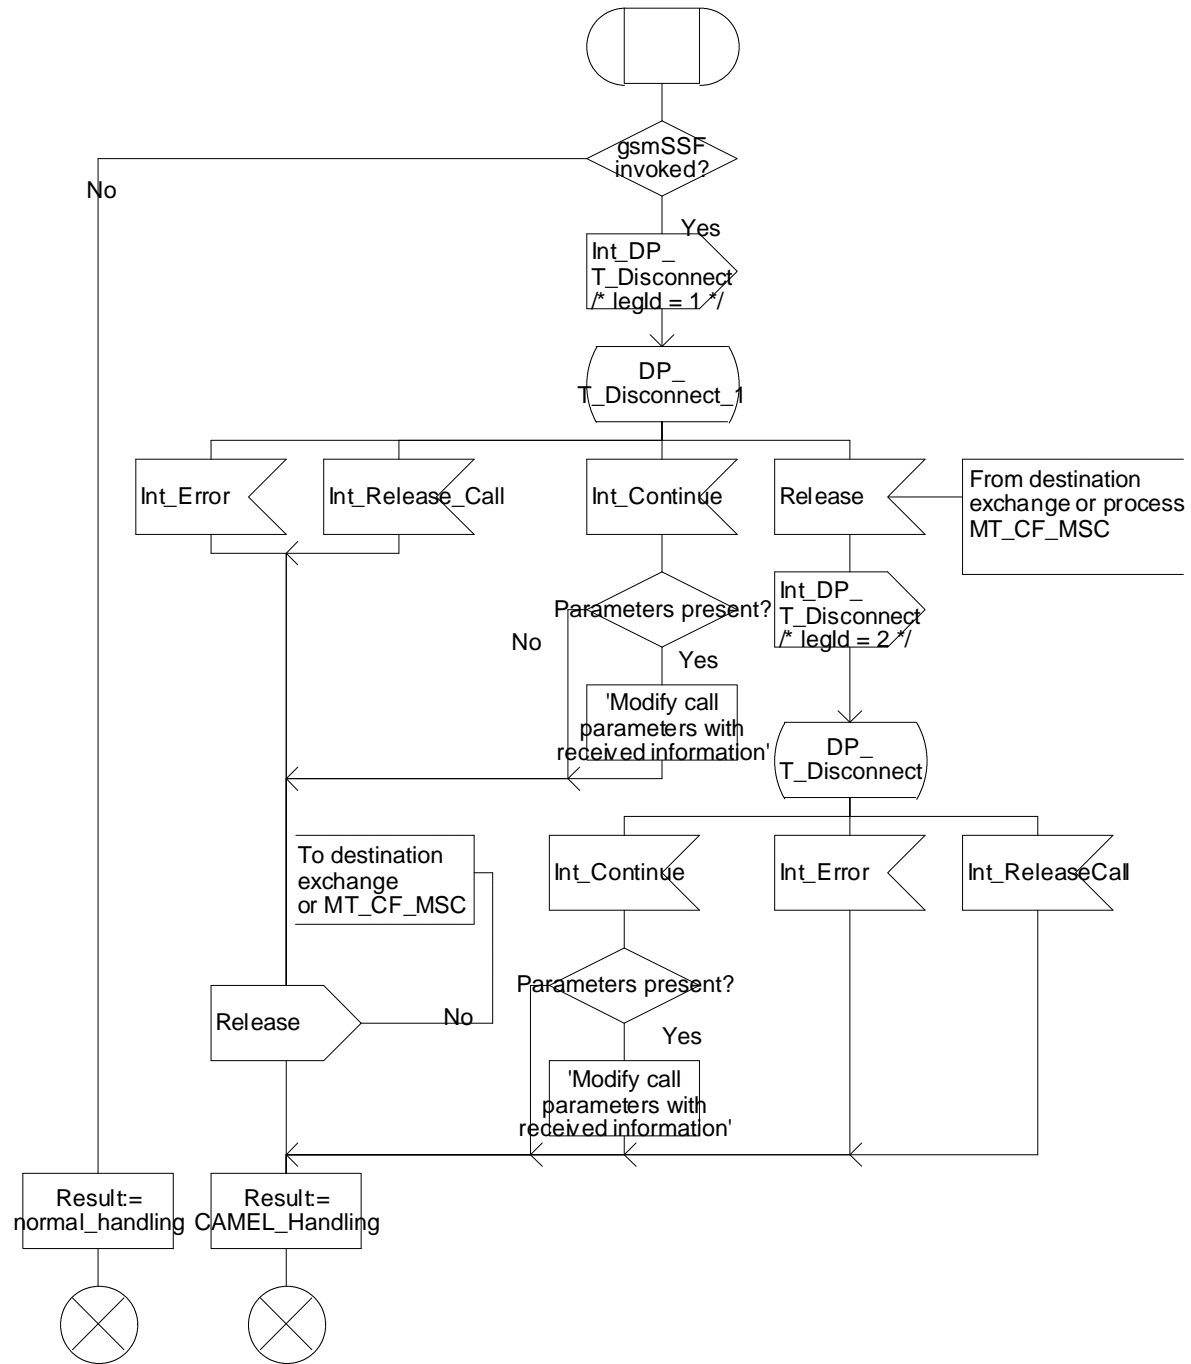 gsmSSF
invoked?
No
Yes
Int_DP_
T_Disconnect
/* legId = 1 */
DP_
T_Disconnect_1
Int_Error
Int_Release_Call
Int_Continue
Release
From destination
exchange or process
MT_CF_MSC
Parameters present?
No
Yes
Int_DP_
T_Disconnect
/* legId = 2 */
'Modify call
parameters with
received information'
DP_
T_Disconnect
To destination
exchange
or MT_CF_MSC
Int_Continue
Int_Error
Int_ReleaseCall
Parameters present?
Release
No
Yes
'Modify call
parameters with
received information'
Result:=
normal_handling
Result:=
CAMEL_Handling